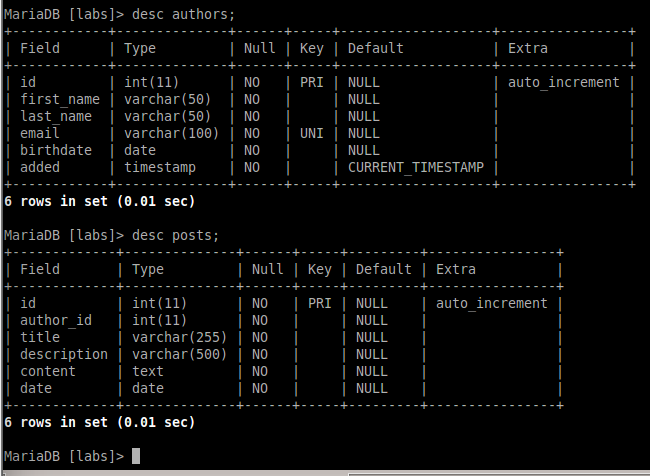 MariaDB [labs]> desc authors;
+------------+--------------+------+-----+-------------------+----------------+
| Field      | Type         | Null | Key | Default           | Extra          |
+------------+--------------+------+-----+-------------------+----------------+
| id         | int(11)      | NO   | PRI | NULL              | auto_increment |
| first_name | varchar(50)  | NO   |     | NULL              |                |
| last_name  | varchar(50)  | NO   |     | NULL              |                |
| email      | varchar(100) | NO   | UNI | NULL              |                |
| birthdate  | date         | NO   |     | NULL              |                |
| added      | timestamp    | NO   |     | CURRENT_TIMESTAMP |                |
+------------+--------------+------+-----+-------------------+----------------+
6 rows in set (0.01 sec)
MariaDB [labs]> desc posts;
+-------------+--------------+------+-----+---------+----------------+
| Field       | Type         | Null | Key | Default | Extra          |
+-------------+--------------+------+-----+---------+----------------+
| id          | int(11)      | NO   | PRI | NULL    | auto_increment |
| author_id   | int(11)      | NO   |     | NULL    |                |
| title       | varchar(255) | NO   |     | NULL    |                |
| description | varchar(500) | NO   |     | NULL    |                |
| content     | text         | NO   |     | NULL    |                |
| date        | date         | NO   |     | NULL    |                |
+-------------+--------------+------+-----+---------+----------------+
6 rows in set (0.01 sec)
MariaDB [labs]>